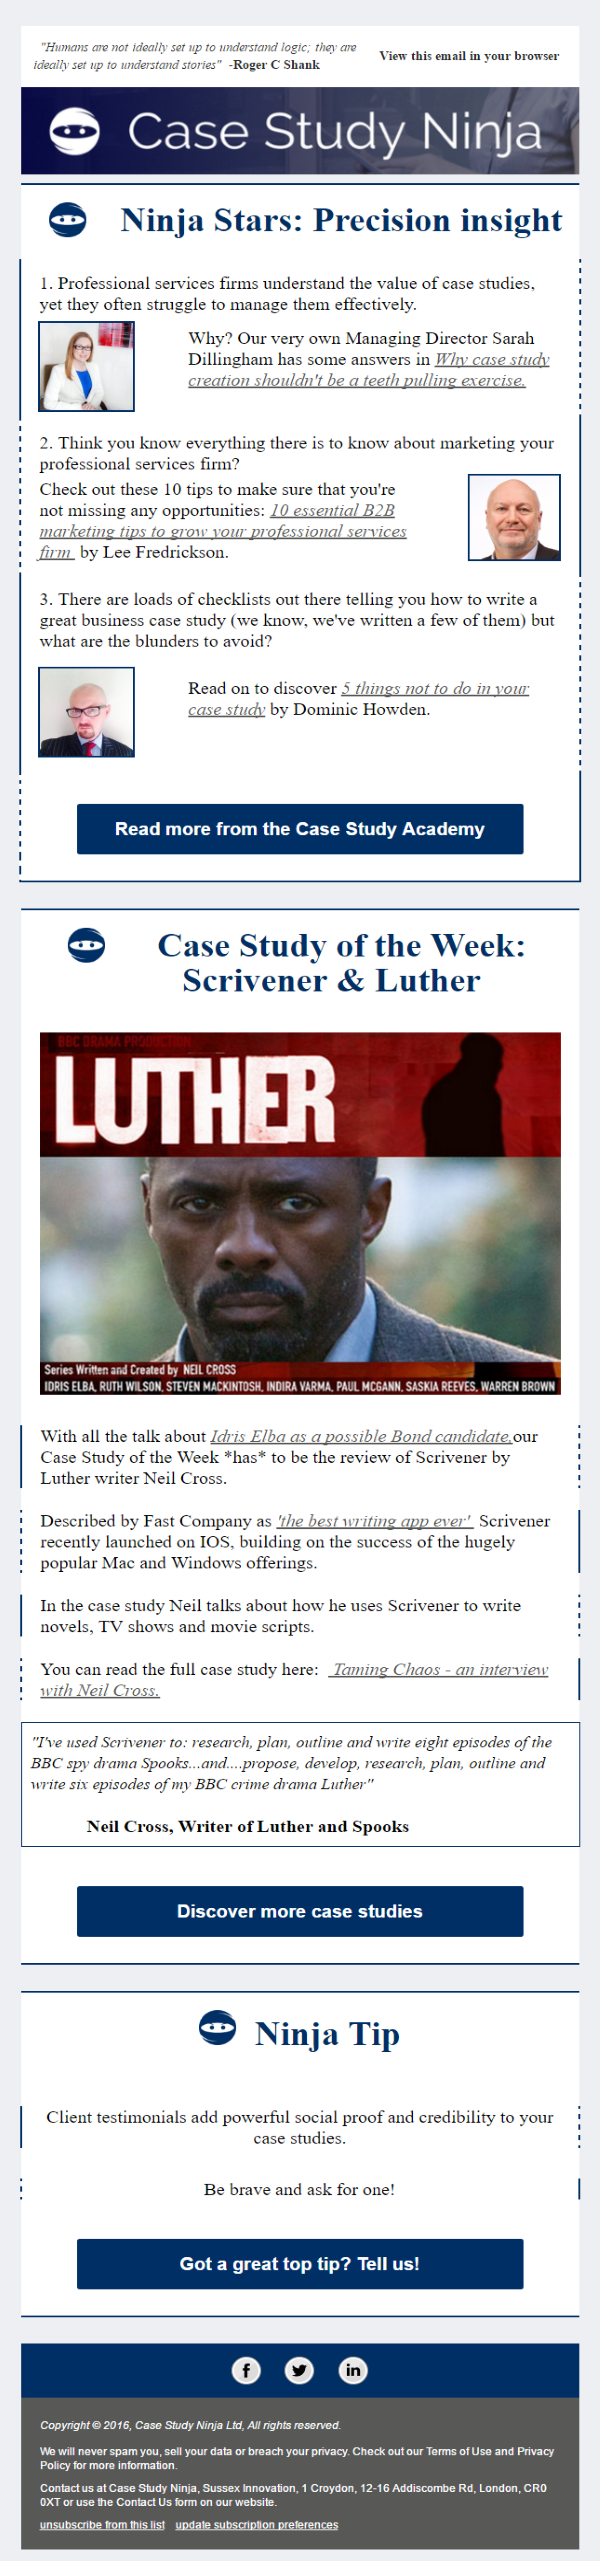 "Humans are not ideally set up to understand logic; they are
ideally set up to understand stories"  -Roger C Shank
View this email in your browser
Case Study Ninja
Ninja Stars: Precision insight
1. Professional services firms understand the value of case studies,
yet they often struggle to manage them effectively.
Why? Our very own Managing Director Sarah
Dillingham has some answers in Why case study
creation shouldn't be a teeth pulling exercise.
2. Think you know everything there is to know about marketing your
professional services firm?
Check out these 10 tips to make sure that you're
not missing any opportunities: 10 essential B2B
marketing tips to grow your professional services
firm  by Lee Fredrickson.
3. There are loads of checklists out there telling you how to write a
great business case study (we know, we've written a few of them) but
what are the blunders to avoid?
Read on to discover 5 things not to do in your
case study by Dominic Howden.
Read more from the Case Study Academy
Case Study of the Week:
Scrivener & Luther
BBC DRAMA PRODUCTION
LUTHER
Series Written and Created by NEIL CROSS
IDRIS ELBA, RUTH WILSON, STEVEN MACKINTOSH, INDIRA VARMA, PAUL MCGANN, SASKIA REEVES, WARREN BROWN
With all the talk about Idris Elba as a possible Bond candidate, our
Case Study of the Week *has* to be the review of Scrivener by
Luther writer Neil Cross.
Described by Fast Company as 'the best writing app ever'  Scrivener
recently launched on IOS, building on the success of the hugely
popular Mac and Windows offerings.
In the case study Neil talks about how he uses Scrivener to write
novels, TV shows and movie scripts.
You can read the full case study here:  Taming Chaos - an interview
with Neil Cross.
"I've used Scrivener to: research, plan, outline and write eight episodes of the
BBC spy drama Spooks...and....propose, develop, research, plan, outline and
write six episodes of my BBC crime drama Luther"
Neil Cross, Writer of Luther and Spooks
Discover more case studies
Ninja Tip
Client testimonials add powerful social proof and credibility to your
case studies.
Be brave and ask for one!
Got a great top tip? Tell us!
Copyright © 2016, Case Study Ninja Ltd, All rights reserved.
We will never spam you, sell your data or breach your privacy. Check out our Terms of Use and Privacy
Policy for more information.
Contact us at Case Study Ninja, Sussex Innovation, 1 Croydon, 12-16 Addiscombe Rd, London, CR0
0XT or use the Contact Us form on our website.
unsubscribe from this list   update subscription preferences